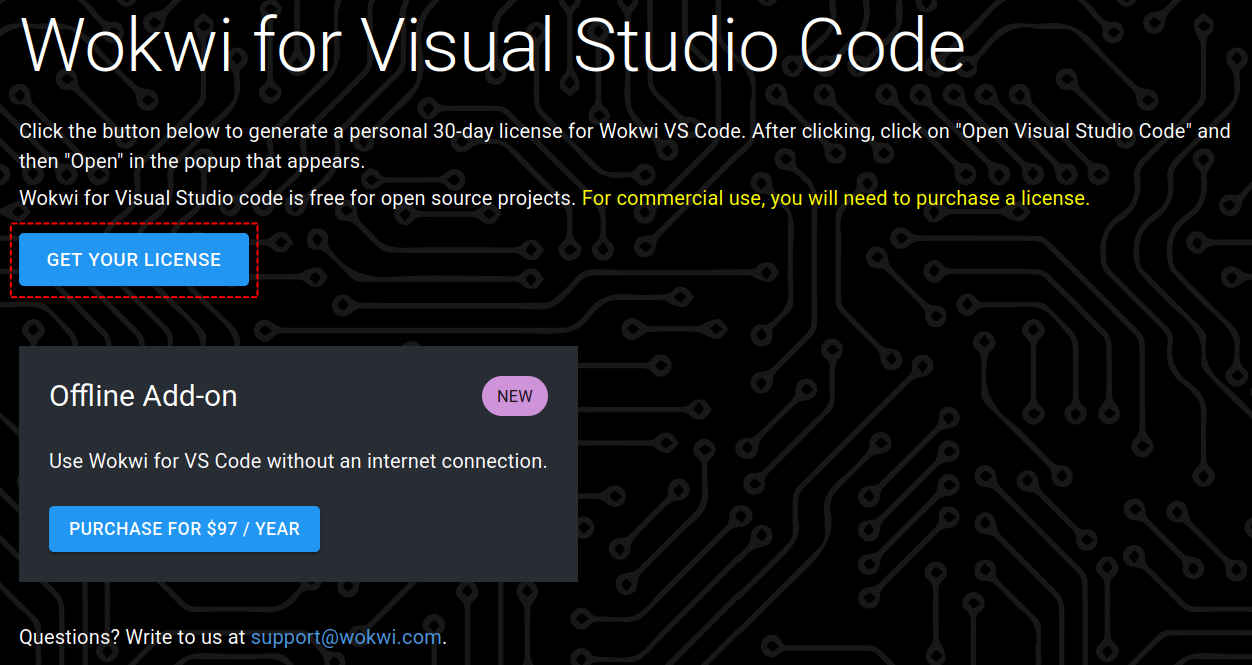 Wokwi for Visual Studio Code
Click the button below to generate a personal 30-day license for Wokwi VS Code. After clicking, click on "Open Visual Studio Code" and
then "Open" in the popup that appears.
Wokwi for Visual Studio code is free for open source projects. For commercial use, you will need to purchase a license.
GET YOUR LICENSE
Offline Add-on
NEW
Use Wokwi for VS Code without an internet connection.
PURCHASE FOR $97 / YEAR
Questions? Write to us at support@wokwi.com.